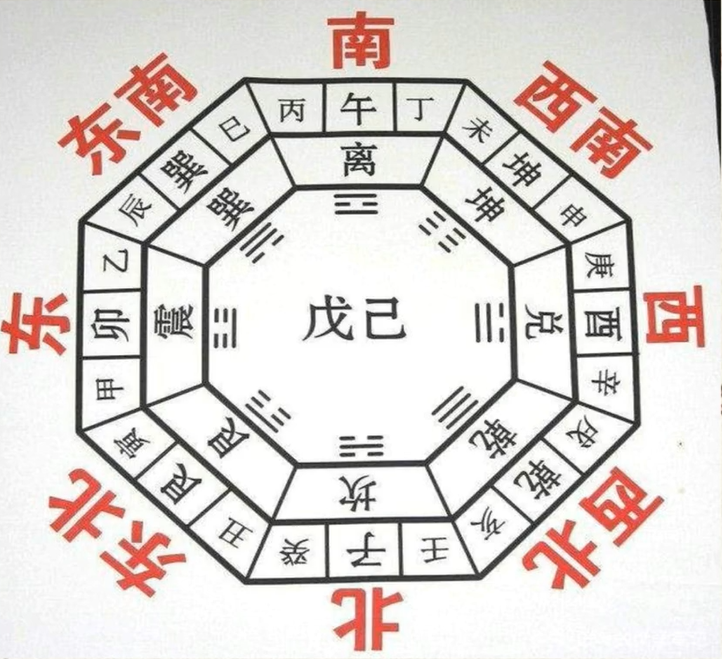 南
西南
西
西北
北
东北
东
东南
丙 午 丁
未 坤 申
庚 酉 辛
戌 乾 亥
壬 子 癸
丑 艮 寅
甲 卯 乙
辰 巽 巳
离
坤
兑
乾
坎
艮
震
巽
戊己